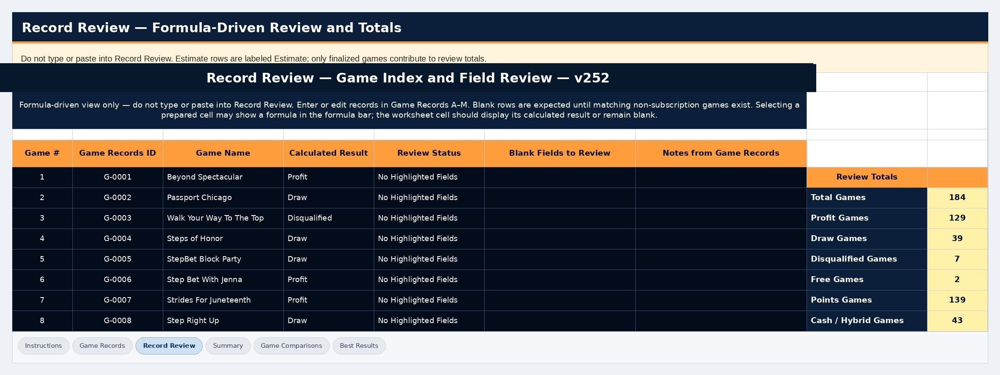 Record Review — Formula-Driven Review and Totals
Do not type or paste into Record Review. Estimate rows are labeled Estimate; only finalized games contribute to review totals.
Record Review — Game Index and Field Review — v252
Formula-driven view only — do not type or paste into Record Review. Enter or edit records in Game Records A–M. Blank rows are expected until matching non-subscription games exist. Selecting a
prepared cell may show a formula in the formula bar; the worksheet cell should display its calculated result or remain blank.
Game # Game Records ID Game Name Calculated Result Review Status Blank Fields to Review Notes from Game Records
1 G-0001 Beyond Spectacular Profit No Highlighted Fields Review Totals
2 G-0002 Passport Chicago Draw No Highlighted Fields Total Games 184
3 G-0003 Walk Your Way To The Top Disqualified No Highlighted Fields Profit Games 129
4 G-0004 Steps of Honor Draw No Highlighted Fields Draw Games 39
5 G-0005 StepBet Block Party Draw No Highlighted Fields Disqualified Games 7
6 G-0006 Step Bet With Jenna Profit No Highlighted Fields Free Games 2
7 G-0007 Strides For Juneteenth Profit No Highlighted Fields Points Games 139
8 G-0008 Step Right Up Draw No Highlighted Fields Cash / Hybrid Games 43
Instructions Game Records Record Review Summary Game Comparisons Best Results